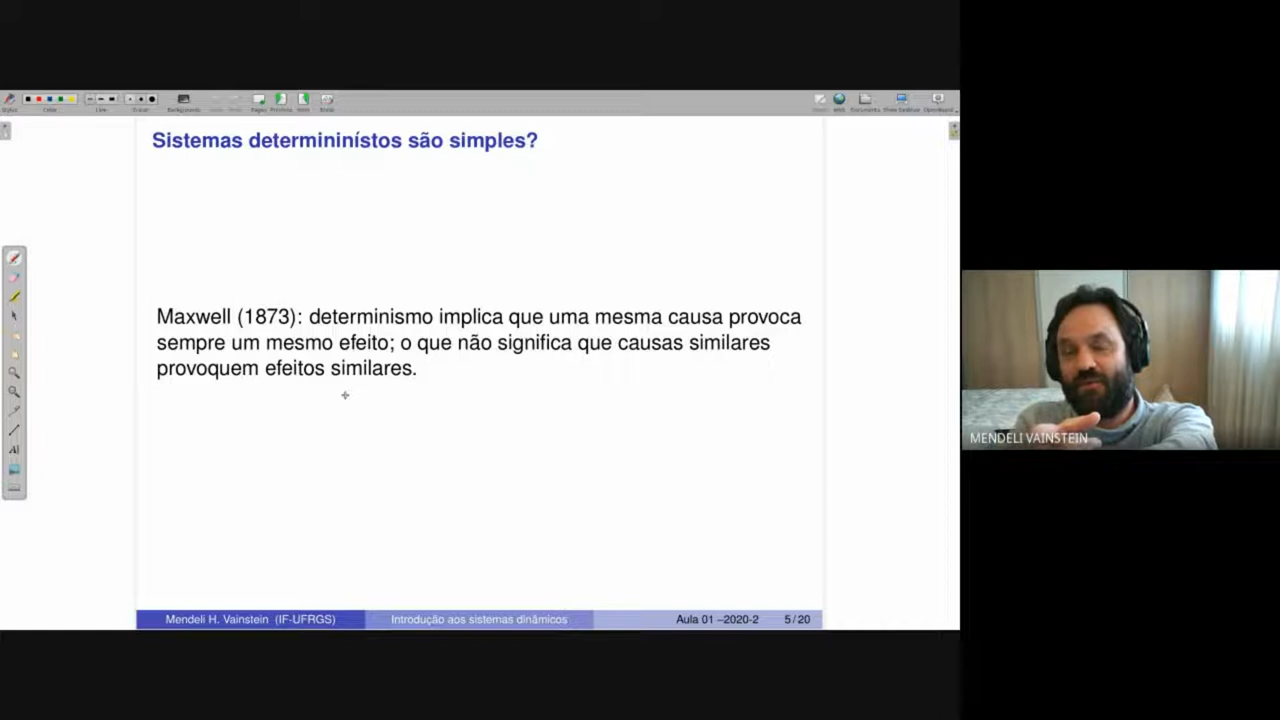 Sistemas determininístos são simples?
Maxwell (1873): determinismo implica que uma mesma causa provoca
sempre um mesmo efeito; o que não significa que causas similares
provoquem efeitos similares.
MENDELI VAINSTEIN
Mendeli H. Vainstein (IF-UFRGS) Introdução aos sistemas dinâmicos Aula 01 –2020-2 5/20